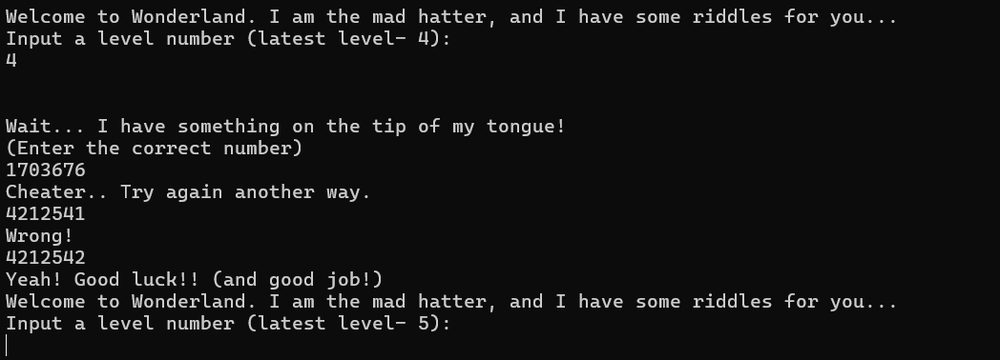 Welcome to Wonderland. I am the mad hatter, and I have some riddles for you...
Input a level number (latest level- 4):
4
Wait... I have something on the tip of my tongue!
(Enter the correct number)
1703676
Cheater.. Try again another way.
4212541
Wrong!
4212542
Yeah! Good luck!! (and good job!)
Welcome to Wonderland. I am the mad hatter, and I have some riddles for you...
Input a level number (latest level- 5):